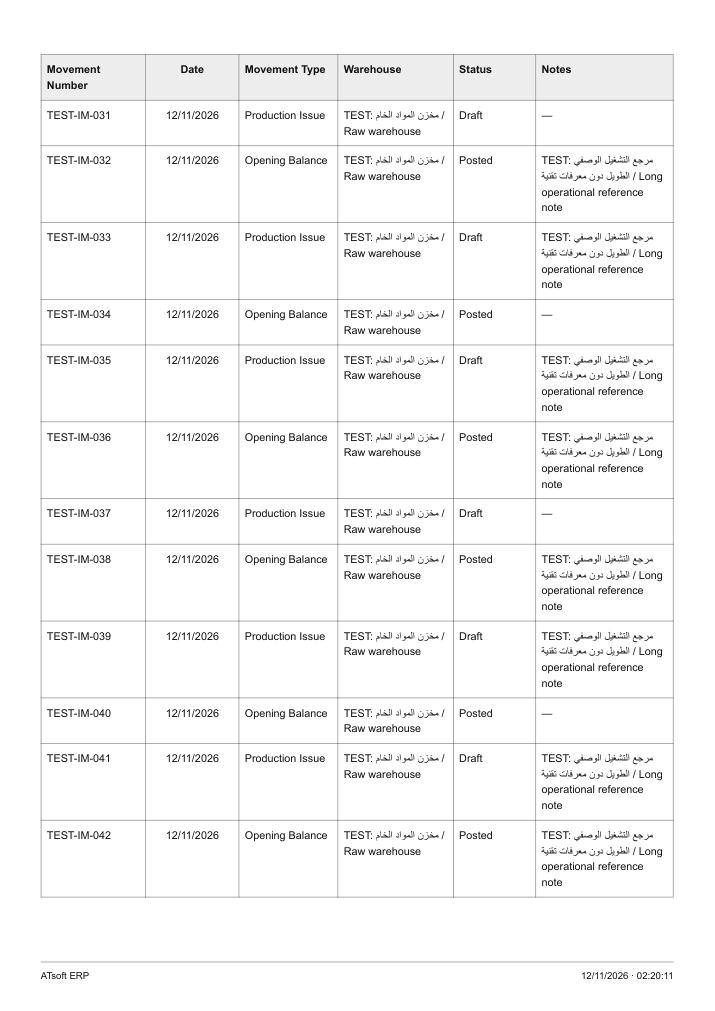 Movement Number Date Movement Type Warehouse Status Notes
TEST-IM-031 12/11/2026 Production Issue TEST: مخزن المواد الخام / Draft —
Raw warehouse
TEST-IM-032 12/11/2026 Opening Balance TEST: مخزن المواد الخام / Posted TEST: مرجع التشغيل الوصفي
Raw warehouse الطويل دون معرفات تقنية / Long
operational reference
note
TEST-IM-033 12/11/2026 Production Issue TEST: مخزن المواد الخام / Draft TEST: مرجع التشغيل الوصفي
Raw warehouse الطويل دون معرفات تقنية / Long
operational reference
note
TEST-IM-034 12/11/2026 Opening Balance TEST: مخزن المواد الخام / Posted —
Raw warehouse
TEST-IM-035 12/11/2026 Production Issue TEST: مخزن المواد الخام / Draft TEST: مرجع التشغيل الوصفي
Raw warehouse الطويل دون معرفات تقنية / Long
operational reference
note
TEST-IM-036 12/11/2026 Opening Balance TEST: مخزن المواد الخام / Posted TEST: مرجع التشغيل الوصفي
Raw warehouse الطويل دون معرفات تقنية / Long
operational reference
note
TEST-IM-037 12/11/2026 Production Issue TEST: مخزن المواد الخام / Draft —
Raw warehouse
TEST-IM-038 12/11/2026 Opening Balance TEST: مخزن المواد الخام / Posted TEST: مرجع التشغيل الوصفي
Raw warehouse الطويل دون معرفات تقنية / Long
operational reference
note
TEST-IM-039 12/11/2026 Production Issue TEST: مخزن المواد الخام / Draft TEST: مرجع التشغيل الوصفي
Raw warehouse الطويل دون معرفات تقنية / Long
operational reference
note
TEST-IM-040 12/11/2026 Opening Balance TEST: مخزن المواد الخام / Posted —
Raw warehouse
TEST-IM-041 12/11/2026 Production Issue TEST: مخزن المواد الخام / Draft TEST: مرجع التشغيل الوصفي
Raw warehouse الطويل دون معرفات تقنية / Long
operational reference
note
TEST-IM-042 12/11/2026 Opening Balance TEST: مخزن المواد الخام / Posted TEST: مرجع التشغيل الوصفي
Raw warehouse الطويل دون معرفات تقنية / Long
operational reference
note
ATsoft ERP 12/11/2026 · 02:20:11